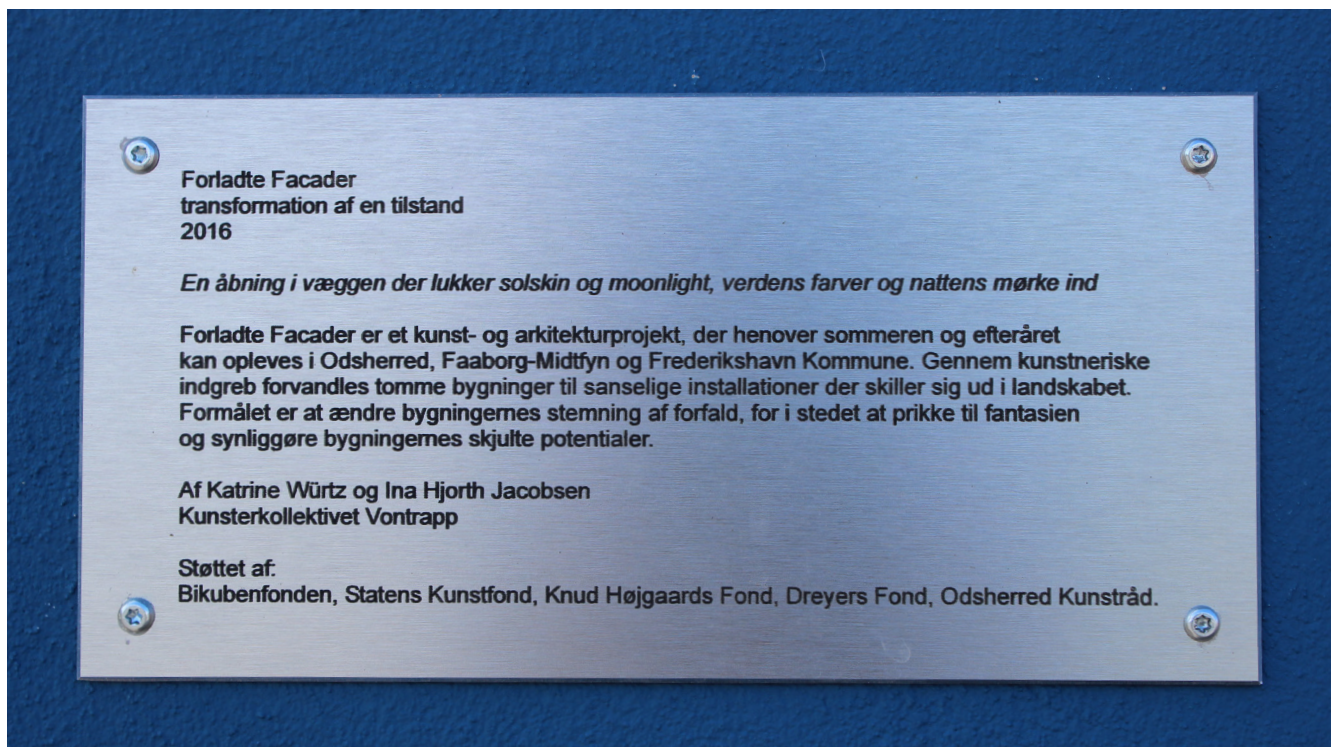 Forladte Facader
transformation af en tilstand
2016
En åbning i væggen der lukker solskin og moonlight, verdens farver og nattens mørke ind
Forladte Facader er et kunst- og arkitekturprojekt, der henover sommeren og efteråret
kan opleves i Odsherred, Faaborg-Midtfyn og Frederikshavn Kommune. Gennem kunstneriske
indgreb forvandles tomme bygninger til sanselige installationer der skiller sig ud i landskabet.
Formålet er at ændre bygningernes stemning af forfald, for i stedet at prikke til fantasien
og synliggøre bygningernes skjulte potentialer.
Af Katrine Würtz og Ina Hjorth Jacobsen
Kunsterkollektivet Vontrapp
Støttet af:
Bikubenfonden, Statens Kunstfond, Knud Højgaards Fond, Dreyers Fond, Odsherred Kunstråd.